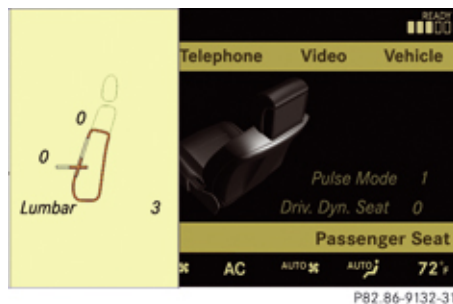 READY
Telephone Video Vehicle
0
0
Lumbar 3
Pulse Mode 1
Driv. Dyn. Seat 0
Passenger Seat
AC AUTO AUTO 72°F
P82.86-9132-31